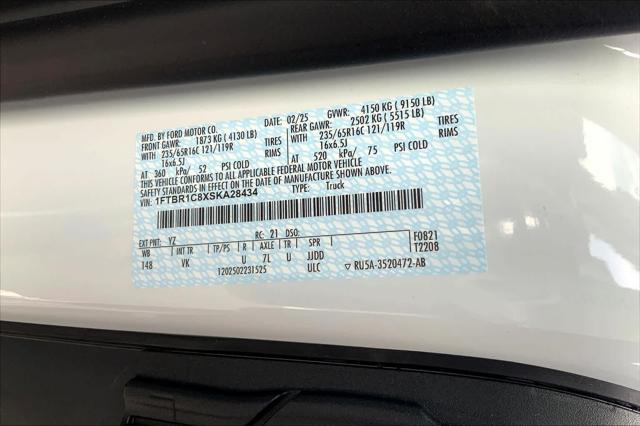 MFD. BY FORD MOTOR CO. DATE: 02/25 GVWR: 4150 KG ( 9150 LB)
FRONT GAWR: 1873 KG ( 4130 LB) REAR GAWR: 2502 KG ( 5515 LB)
WITH 235/65R16C 121/119R TIRES WITH 235/65R16C 121/119R TIRES
16x6.5J RIMS 16x6.5J RIMS
AT 360 kPa/ 52 PSI COLD AT 520 kPa/ 75 PSI COLD
THIS VEHICLE CONFORMS TO ALL APPLICABLE FEDERAL MOTOR VEHICLE
SAFETY STANDARDS IN EFFECT ON THE DATE OF MANUFACTURE SHOWN ABOVE.
VIN: 1FTBR1C8XSKA28434 TYPE: Truck
EXT PNT: YZ RC: 21 DSO: F0821
WB INT TR TP/PS R AXLE TR SPR T2208
148 VK U 7L U JJDD
1202502231525 ULC ▽ RU5A-3520472-AB